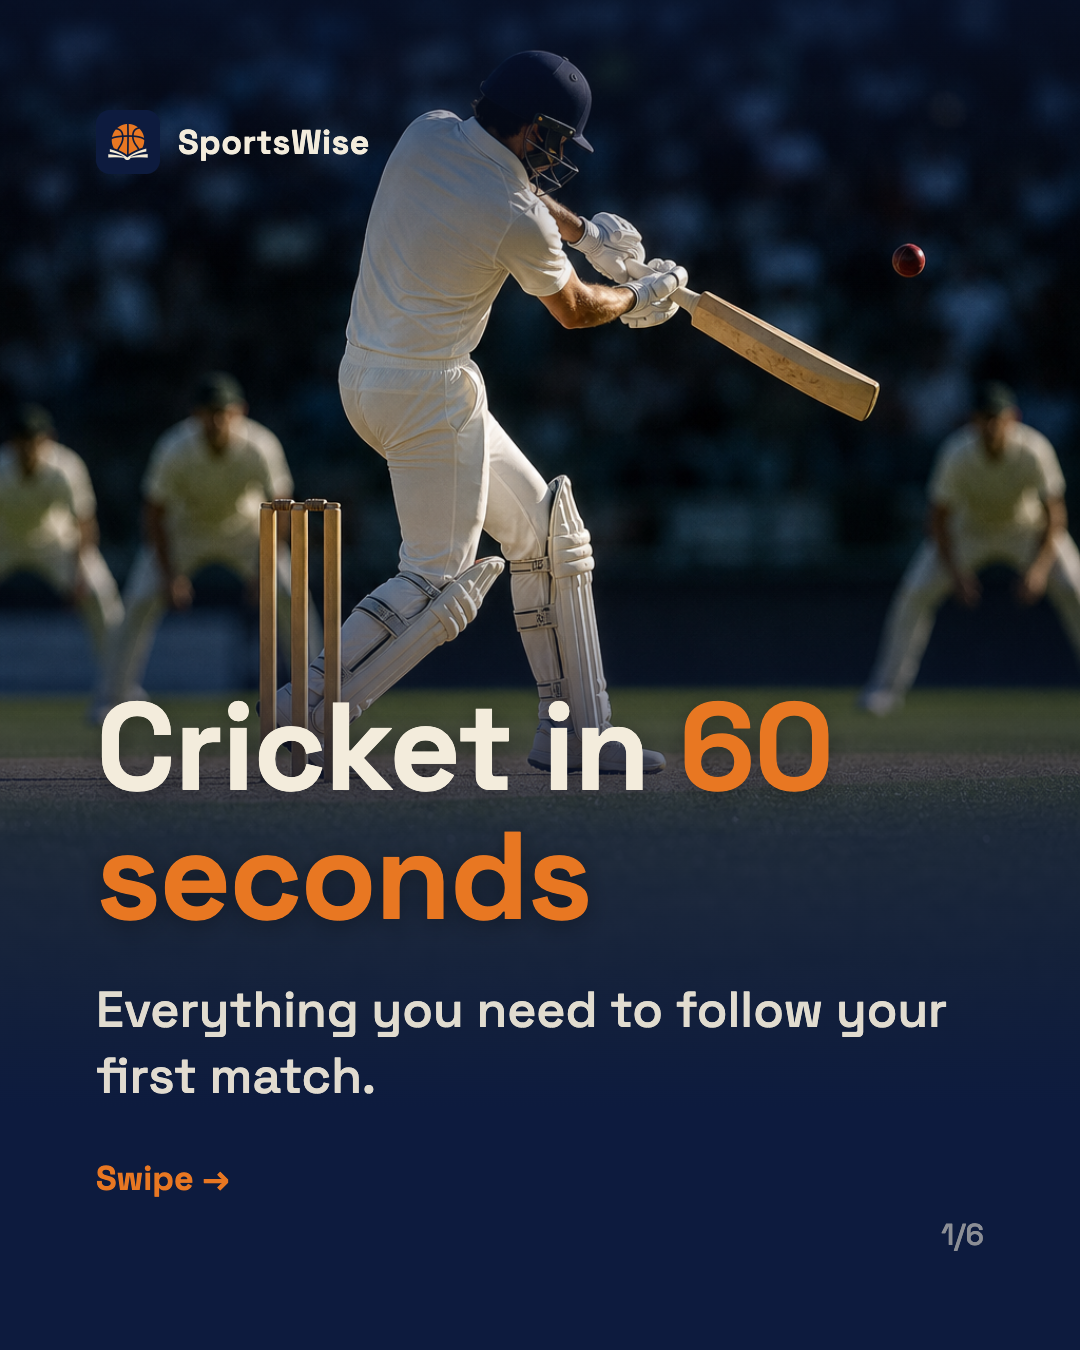 SportsWise
Cricket in 60
seconds
Everything you need to follow your
first match.
Swipe →
1/6